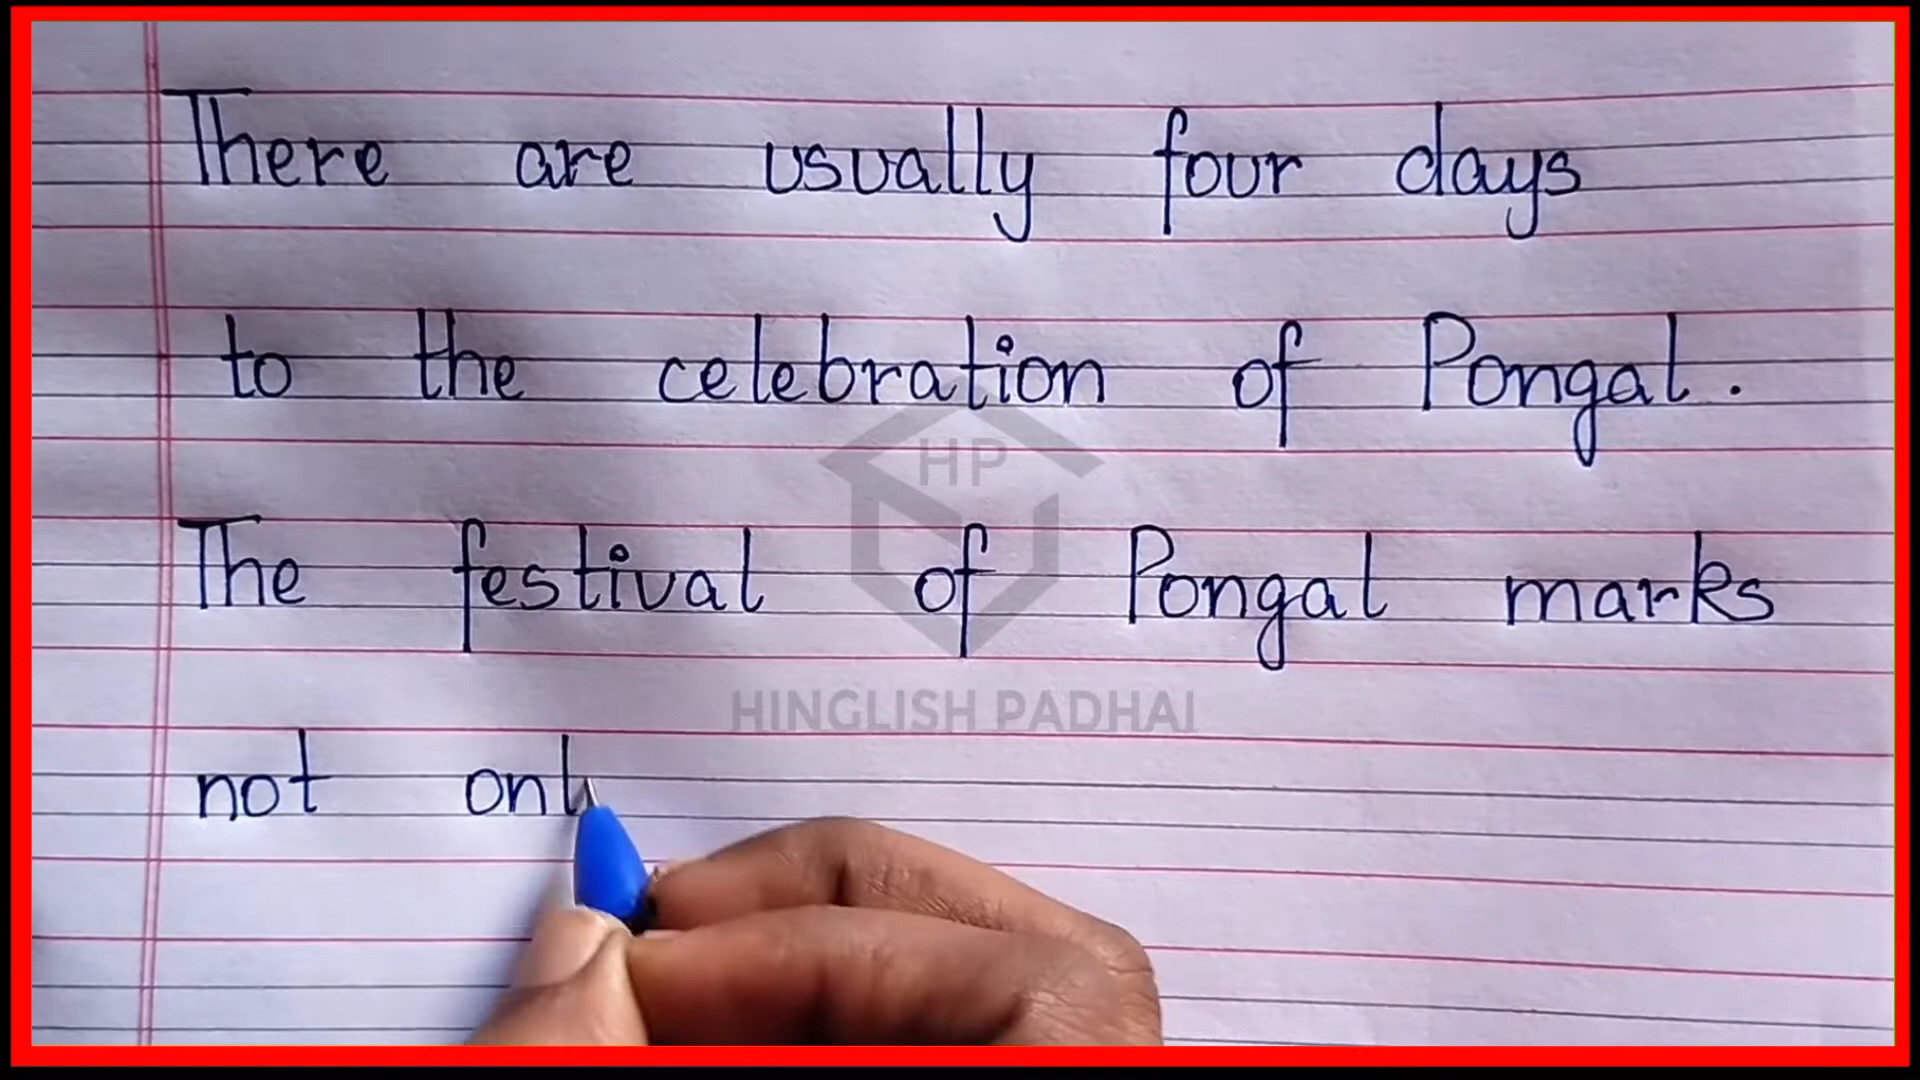 There are usually four days
to the celebration of Pongal.
HP
The festival of Pongal marks
HINGLISH PADHAI
not onl